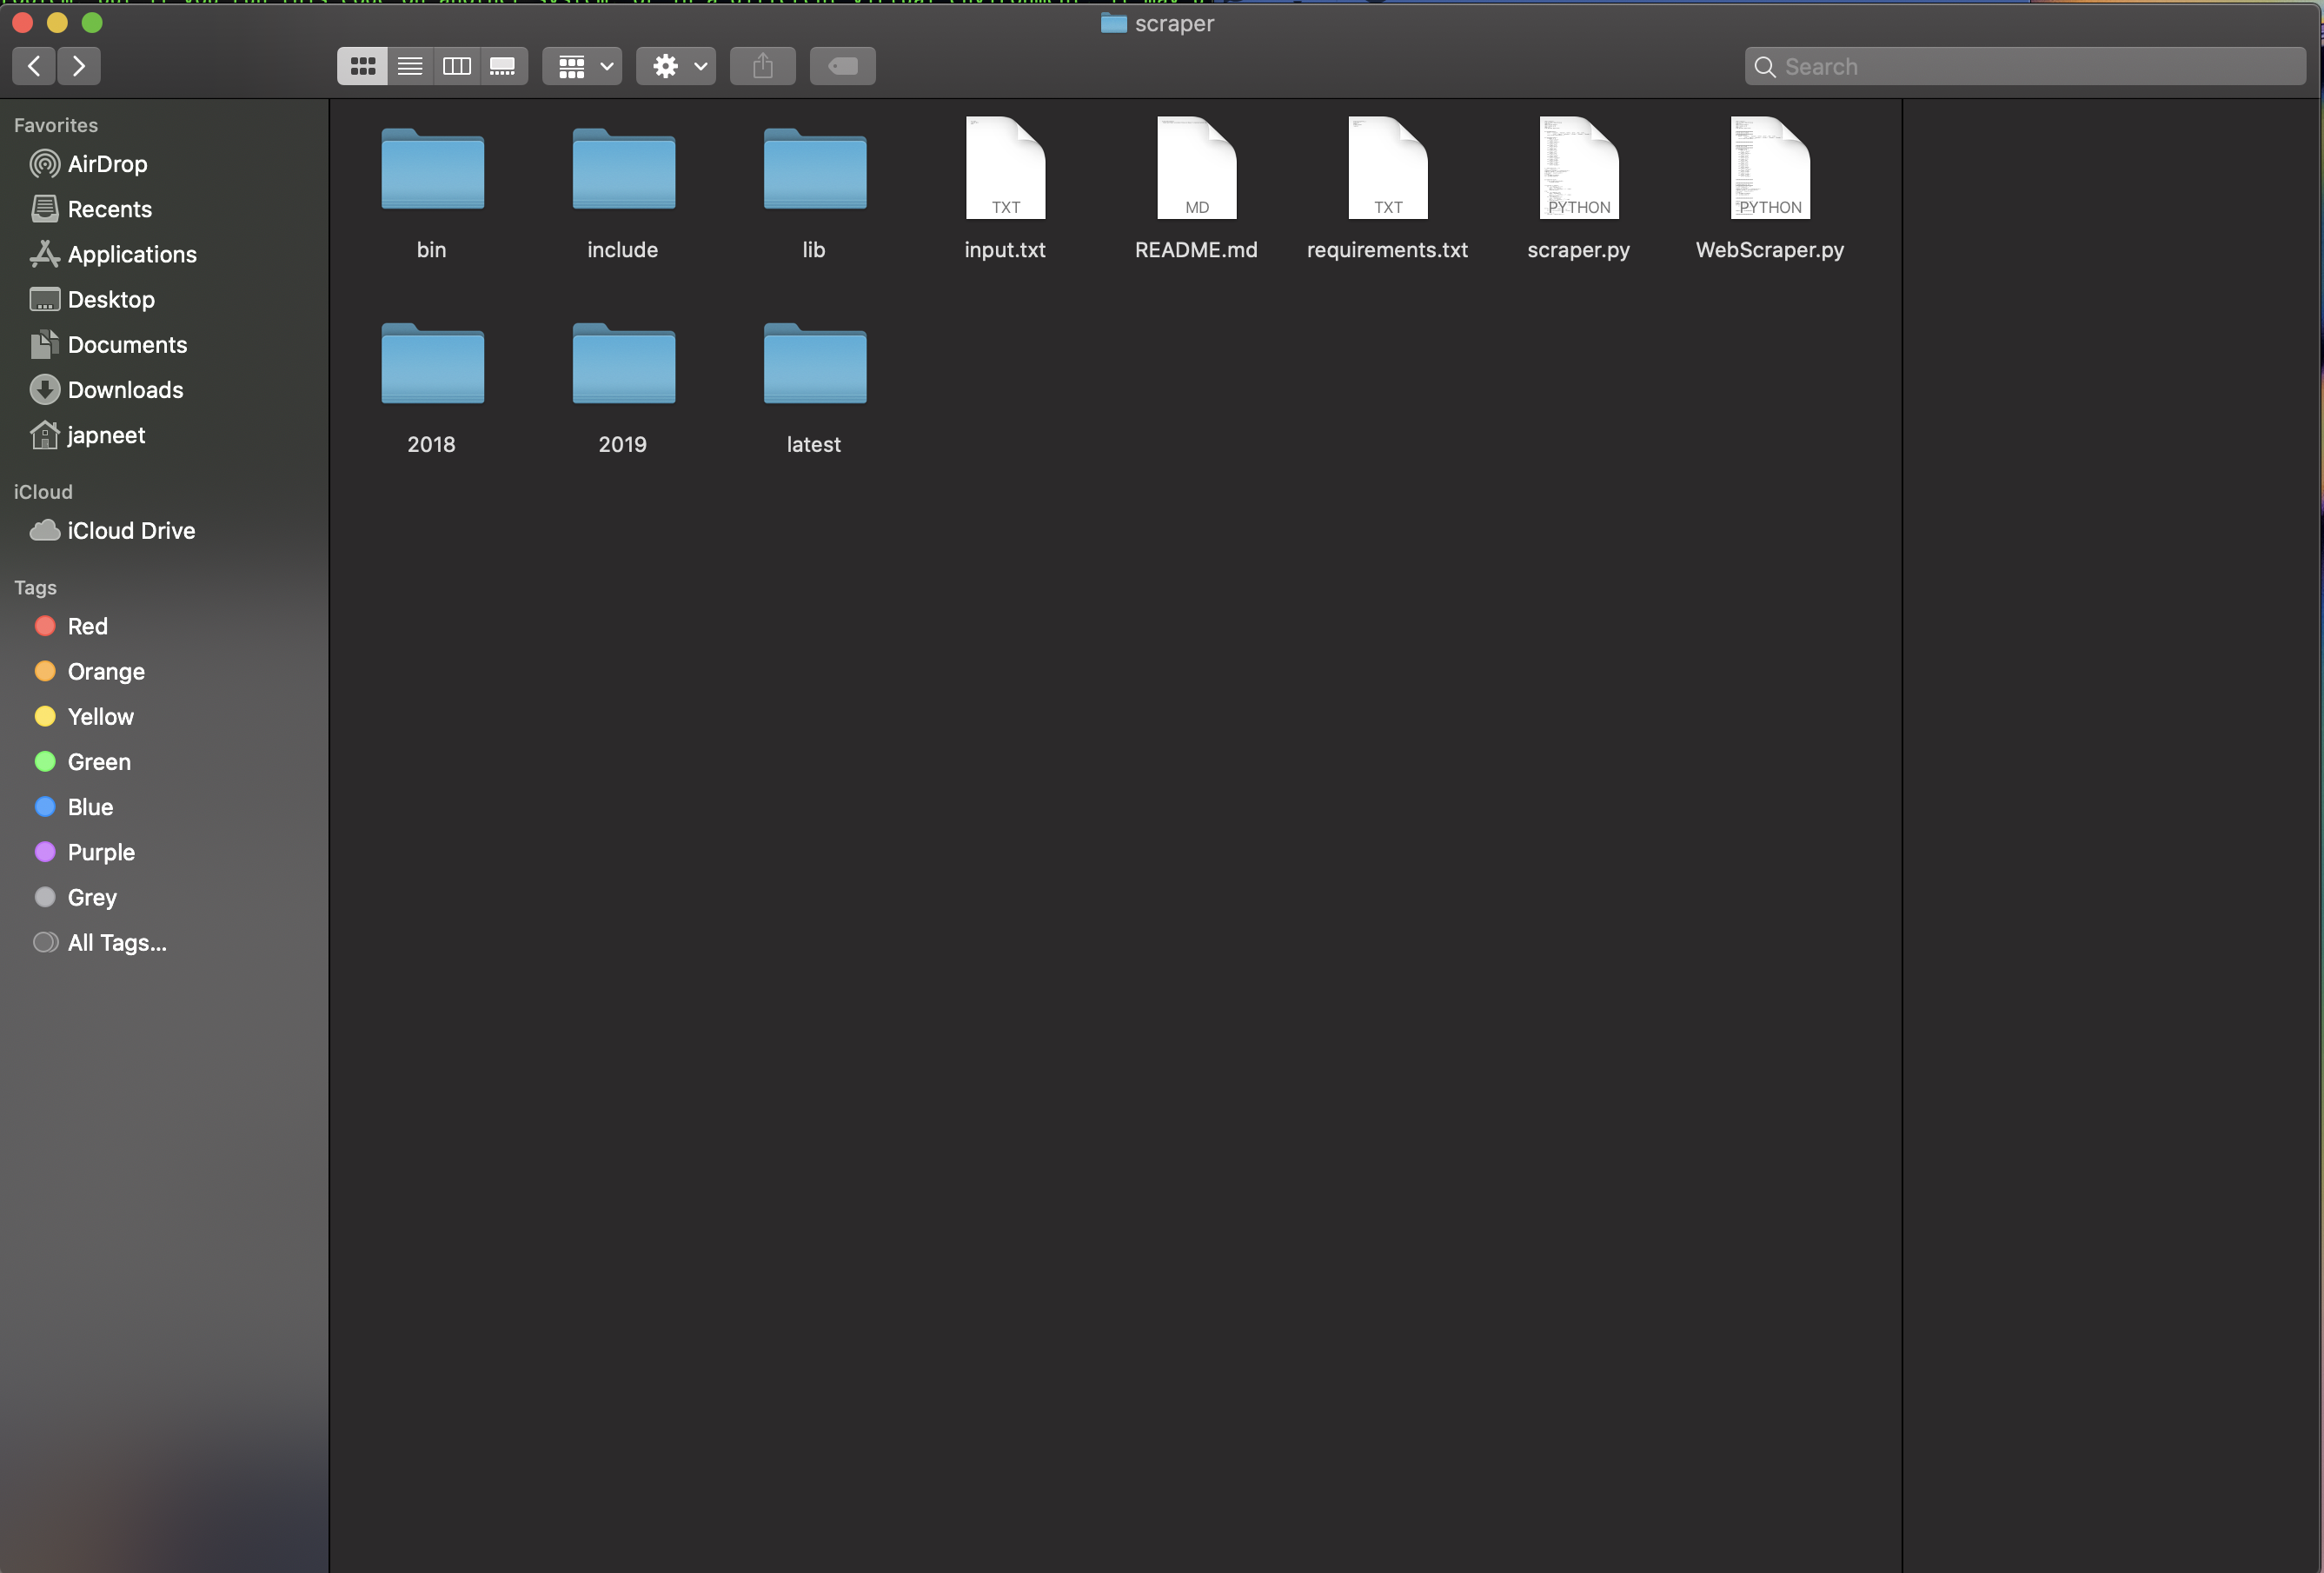 scraper
Search
Favorites
AirDrop
Recents
Applications
Desktop
Documents
Downloads
japneet
iCloud
iCloud Drive
Tags
Red
Orange
Yellow
Green
Blue
Purple
Grey
All Tags...
TXT MD TXT PYTHON PYTHON
bin include lib input.txt README.md requirements.txt scraper.py WebScraper.py
2018 2019 latest